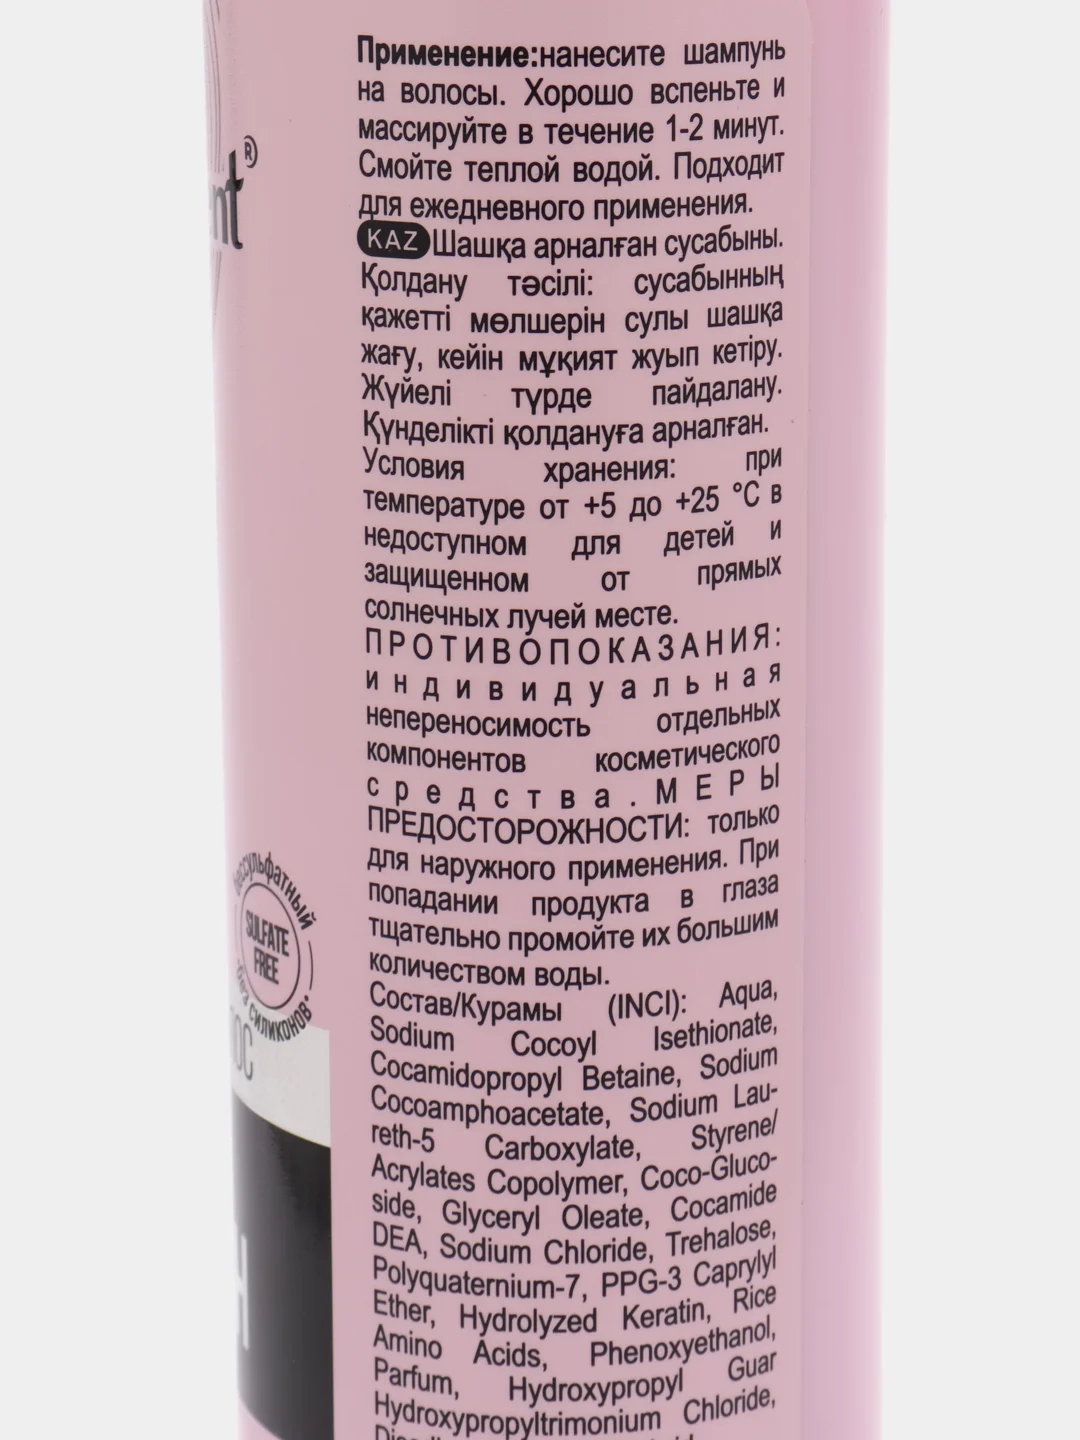 Применение:нанесите шампунь
на волосы. Хорошо вспеньте и
массируйте в течение 1-2 минут.
Смойте теплой водой. Подходит
для ежедневного применения.
KAZ Шашқа арналған сусабыны.
Қолдану тәсілі: сусабынның
қажетті мөлшерін сулы шашқа
жағу, кейін мұқият жуып кетіру.
Жүйелі түрде пайдалану.
Қүнделікті қолдануға арналған.
Условия хранения: при
температуре от +5 до +25 °С в
недоступном для детей и
защищенном от прямых
солнечных лучей месте.
ПРОТИВОПОКАЗАНИЯ:
индивидуальная
непереносимость отдельных
компонентов косметического
средства. МЕРЫ
ПРЕДОСТОРОЖНОСТИ: только
для наружного применения. При
попадании продукта в глаза
тщательно промойте их большим
количеством воды.
Состав/Курамы (INCI): Aqua,
Sodium Cocoyl Isethionate,
Cocamidopropyl Betaine, Sodium
Cocoamphoacetate, Sodium Lau-
reth-5 Carboxylate, Styrene/
Acrylates Copolymer, Coco-Gluco-
side, Glyceryl Oleate, Cocamide
DEA, Sodium Chloride, Trehalose,
Polyquaternium-7, PPG-3 Caprylyl
Ether, Hydrolyzed Keratin, Rice
Amino Acids, Phenoxyethanol,
Parfum, Hydroxypropyl Guar
Hydroxypropyltrimonium Chloride,
ent®
бессульфатный
SULFATE
FREE
без силиконов